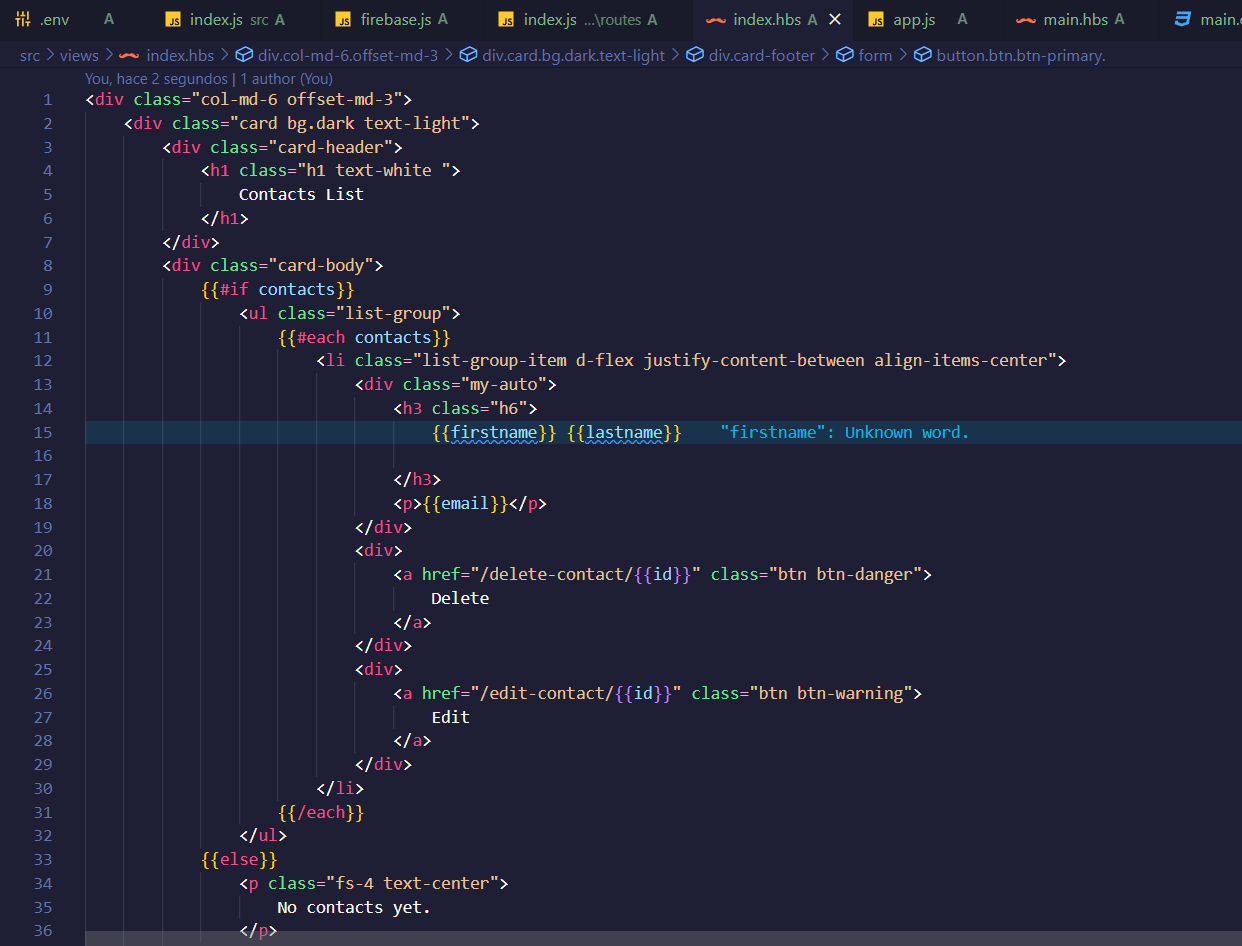 .env A JS index.js src A JS firebase.js A JS index.js ...\routes A index.hbs A × JS app.js A main.hbs A main.
src > views > index.hbs > div.col-md-6.offset-md-3 > div.card.bg.dark.text-light > div.card-footer > form > button.btn.btn-primary.
You, hace 2 segundos | 1 author (You)
1 <div class="col-md-6 offset-md-3">
2 <div class="card bg.dark text-light">
3 <div class="card-header">
4 <h1 class="h1 text-white ">
5 Contacts List
6 </h1>
7 </div>
8 <div class="card-body">
9 {{#if contacts}}
10 <ul class="list-group">
11 {{#each contacts}}
12 <li class="list-group-item d-flex justify-content-between align-items-center">
13 <div class="my-auto">
14 <h3 class="h6">
15 {{firstname}} {{lastname}} "firstname": Unknown word.
16
17 </h3>
18 <p>{{email}}</p>
19 </div>
20 <div>
21 <a href="/delete-contact/{{id}}" class="btn btn-danger">
22 Delete
23 </a>
24 </div>
25 <div>
26 <a href="/edit-contact/{{id}}" class="btn btn-warning">
27 Edit
28 </a>
29 </div>
30 </li>
31 {{/each}}
32 </ul>
33 {{else}}
34 <p class="fs-4 text-center">
35 No contacts yet.
36 </p>